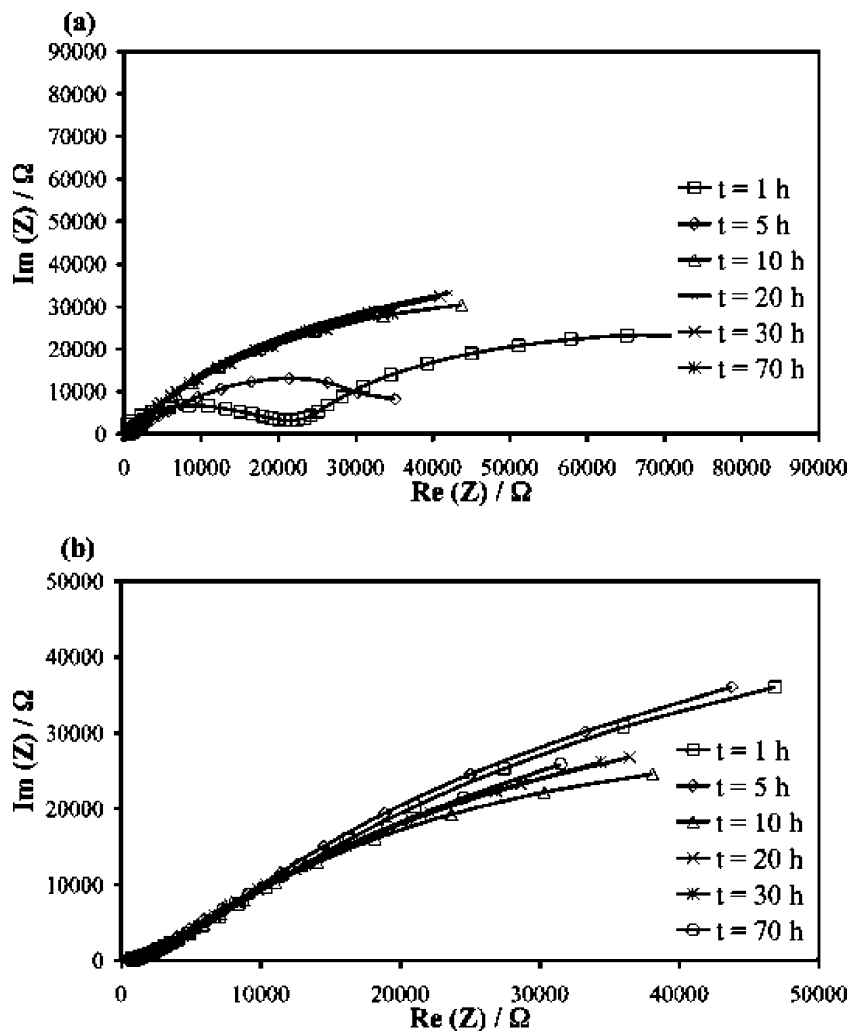 (a)
90000
80000
70000
60000
50000
40000
30000
20000
10000
0
Im (Z) / Ω
t = 1 h
t = 5 h
t = 10 h
t = 20 h
t = 30 h
t = 70 h
0 10000 20000 30000 40000 50000 60000 70000 80000 90000
Re (Z) / Ω
(b)
50000
40000
30000
20000
10000
0
Im (Z) / Ω
t = 1 h
t = 5 h
t = 10 h
t = 20 h
t = 30 h
t = 70 h
0 10000 20000 30000 40000 50000
Re (Z) / Ω